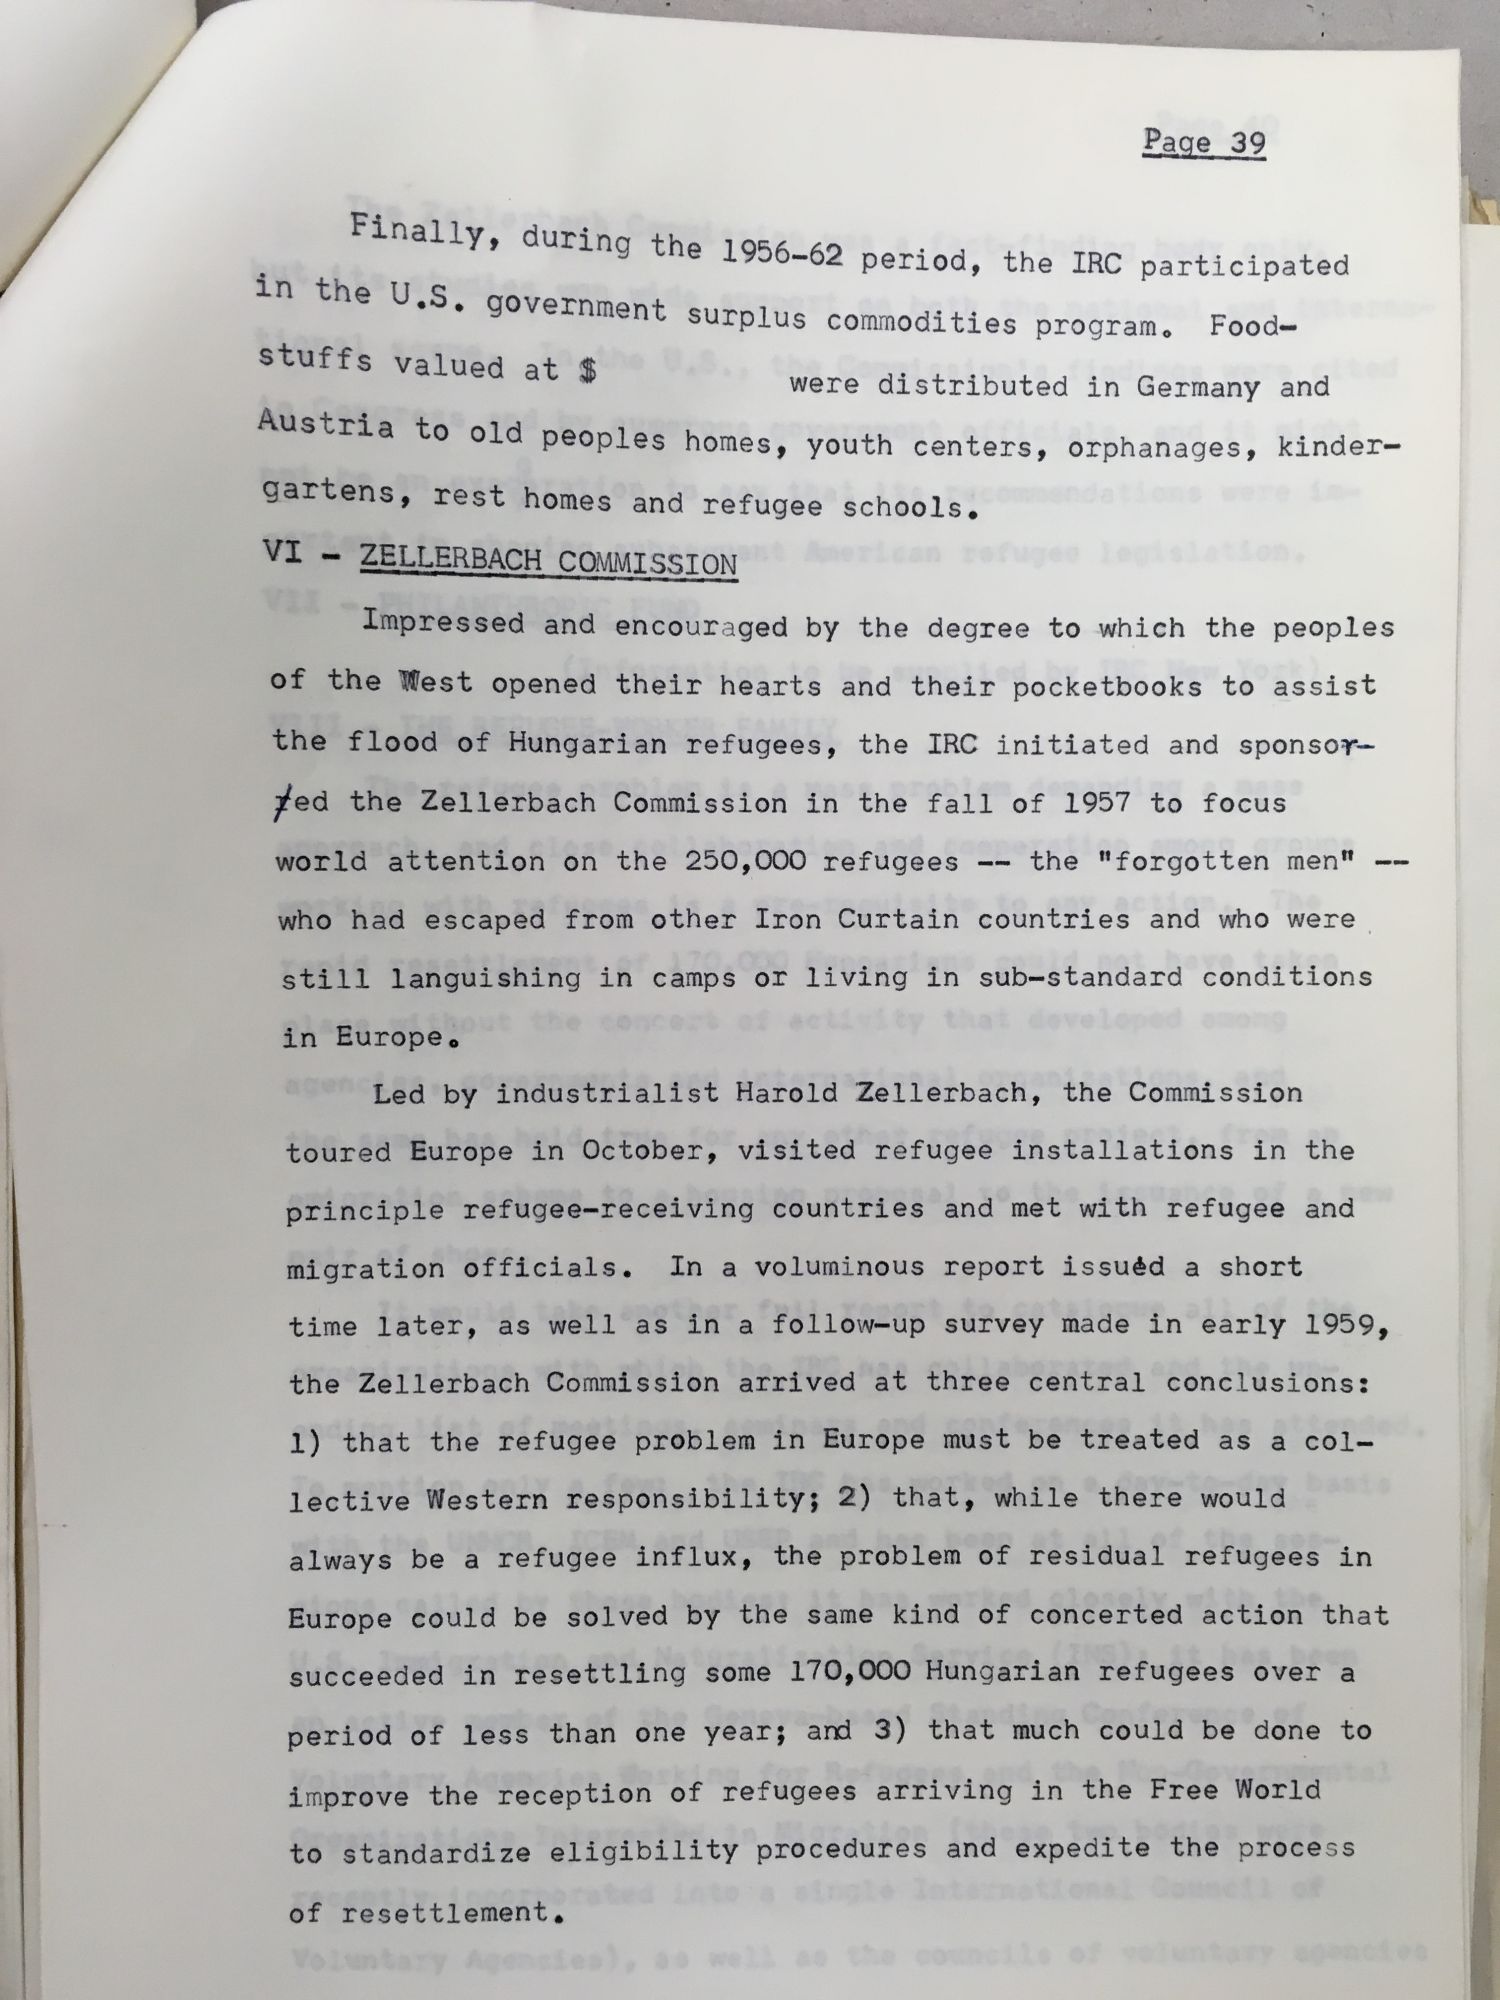 Page 39
Finally, during the 1956-62 period, the IRC participated
in the U.S. government surplus commodities program. Food-
stuffs valued at $ were distributed in Germany and
Austria to old peoples homes, youth centers, orphanages, kinder-
gartens, rest homes and refugee schools.
VI - ZELLERBACH COMMISSION
Impressed and encouraged by the degree to which the peoples
of the West opened their hearts and their pocketbooks to assist
the flood of Hungarian refugees, the IRC initiated and sponsor-
ed the Zellerbach Commission in the fall of 1957 to focus
world attention on the 250,000 refugees -- the "forgotten men" --
who had escaped from other Iron Curtain countries and who were
still languishing in camps or living in sub-standard conditions
in Europe.
Led by industrialist Harold Zellerbach, the Commission
toured Europe in October, visited refugee installations in the
principle refugee-receiving countries and met with refugee and
migration officials. In a voluminous report issued a short
time later, as well as in a follow-up survey made in early 1959,
the Zellerbach Commission arrived at three central conclusions:
1) that the refugee problem in Europe must be treated as a col-
lective Western responsibility; 2) that, while there would
always be a refugee influx, the problem of residual refugees in
Europe could be solved by the same kind of concerted action that
succeeded in resettling some 170,000 Hungarian refugees over a
period of less than one year; and 3) that much could be done to
improve the reception of refugees arriving in the Free World
to standardize eligibility procedures and expedite the process
of resettlement.